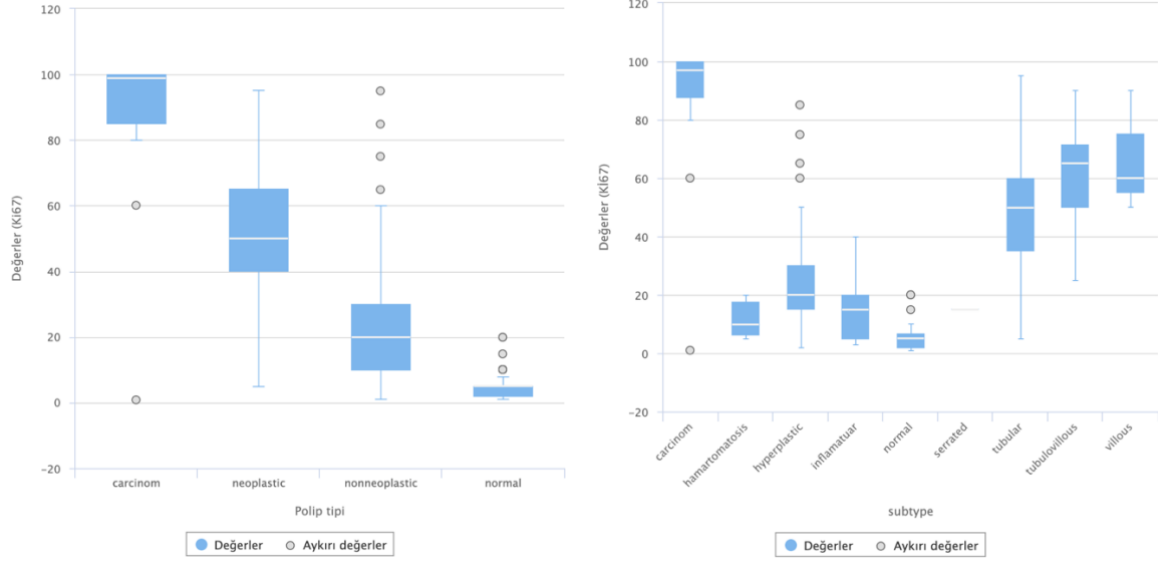 120
100
80
60
40
20
0
−20
Değerler (Ki67)
carcinom
neoplastic
nonneoplastic
normal
Polip tipi
Değerler
Aykırı değerler
120
100
80
60
40
20
0
−20
Değerler (Kİ67)
carcinom
hamartomatosis
hyperplastic
inflamatuar
normal
serrated
tubular
tubulovillous
villous
subtype
Değerler
Aykırı değerler